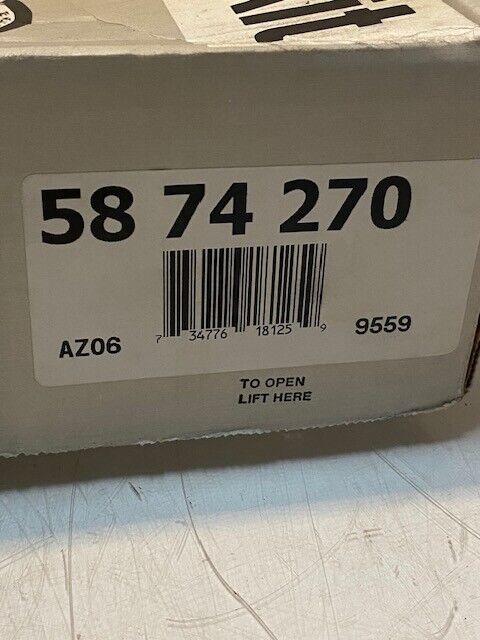 58 74 270
7 34776 18125 9
AZ06 9559
TO OPEN
LIFT HERE